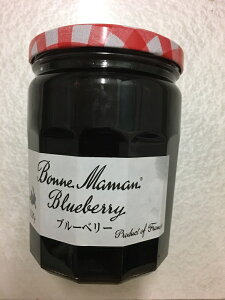 Bonne Maman®
Blueberry
ブルーベリー
Product of France